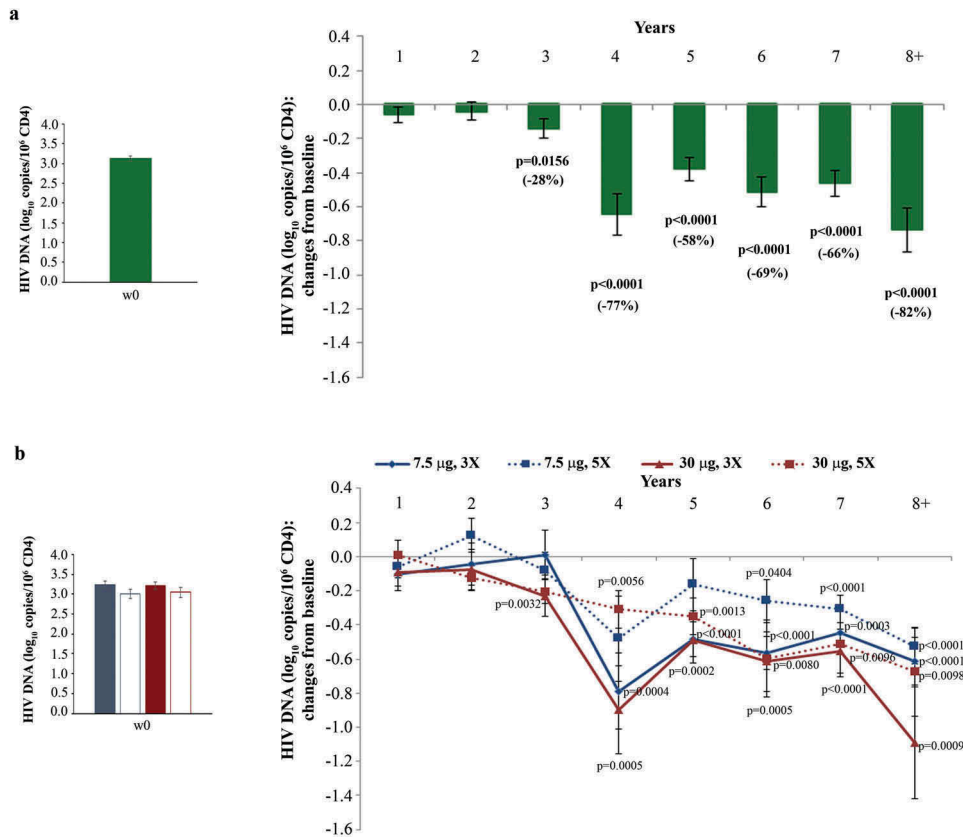 a
HIV DNA (log10 copies/10⁶ CD4)
4.0
3.5
3.0
2.5
2.0
1.5
1.0
0.5
0.0
w0
HIV DNA (log10 copies/10⁶ CD4):
changes from baseline
Years
1 2 3 4 5 6 7 8+
0.4
0.2
0.0
-0.2
-0.4
-0.6
-0.8
-1.0
-1.2
-1.4
-1.6
p=0.0156
(-28%)
p<0.0001
(-77%)
p<0.0001
(-58%)
p<0.0001
(-69%)
p<0.0001
(-66%)
p<0.0001
(-82%)
b
HIV DNA (log10 copies/10⁶ CD4)
4.0
3.5
3.0
2.5
2.0
1.5
1.0
0.5
0.0
w0
7.5 µg, 3X 7.5 µg, 5X 30 µg, 3X 30 µg, 5X
HIV DNA (log10 copies/10⁶ CD4):
changes from baseline
Years
1 2 3 4 5 6 7 8+
0.4
0.2
0.0
-0.2
-0.4
-0.6
-0.8
-1.0
-1.2
-1.4
-1.6
p=0.0032
p=0.0056
p=0.0004
p=0.0005
p=0.0013
p<0.0001
p=0.0002
p=0.0404
p<0.0001
p=0.0080
p=0.0005
p<0.0001
p=0.0003
p=0.0096
p<0.0001
p<0.0001
p<0.0001
p=0.0098
p=0.0009